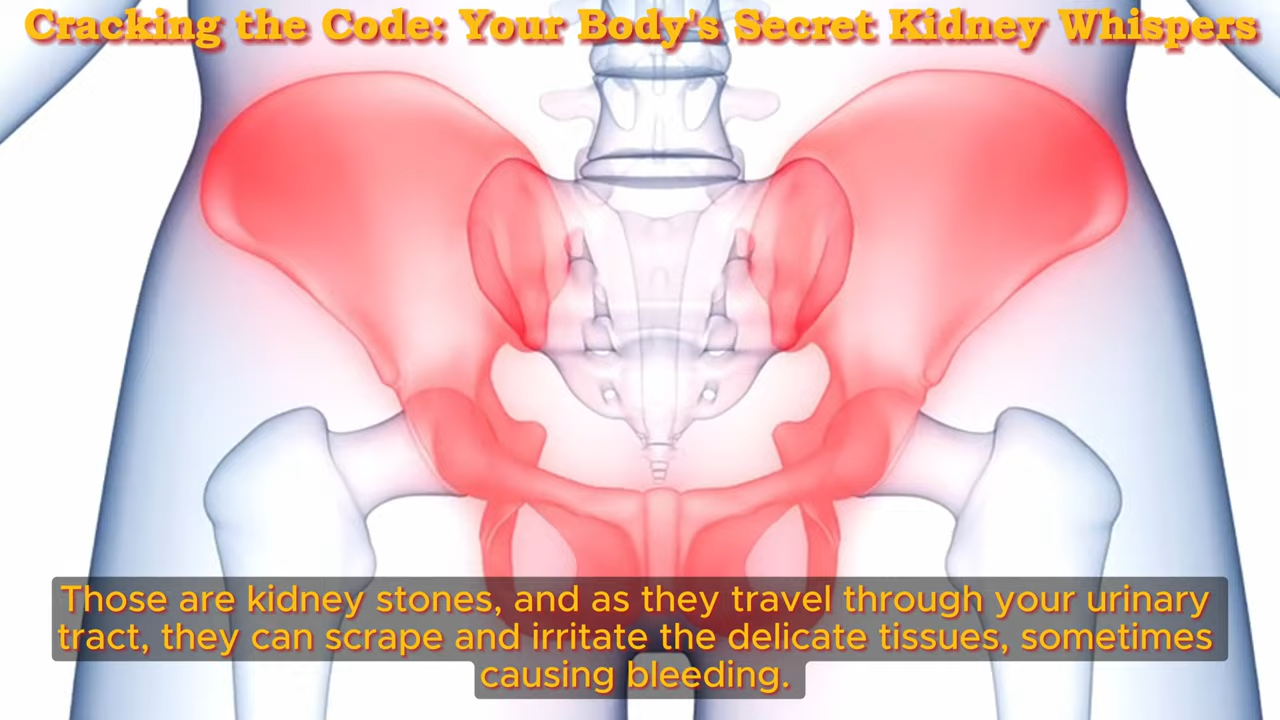 Cracking the Code: Your Body's Secret Kidney Whispers
Those are kidney stones, and as they travel through your urinary
tract, they can scrape and irritate the delicate tissues, sometimes
causing bleeding.